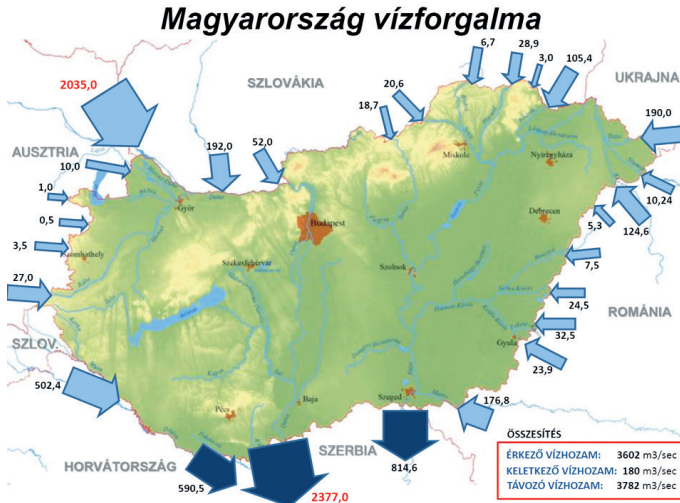 Magyarország vízforgalma
6,7
28,9
3,0
105,4
2035,0
SZLOVÁKIA
20,6
UKRAJNA
18,7
190,0
AUSZTRIA
192,0
52,0
10,0
Miskolc
Nyíregyháza
1,0
10,24
Győr
0,5
Budapest
Debrecen
5,3
124,6
3,5
Szombathely
Székesfehérvár
7,5
Szolnok
27,0
24,5
ROMÁNIA
SZLOV.
32,5
Gyula
502,4
23,9
Pécs
Baja
Szeged
176,8
HORVÁTORSZÁG
SZERBIA
814,6
590,5
2377,0
ÖSSZESÍTÉS
ÉRKEZŐ VÍZHOZAM: 3602 m3/sec
KELETKEZŐ VÍZHOZAM: 180 m3/sec
TÁVOZÓ VÍZHOZAM: 3782 m3/sec